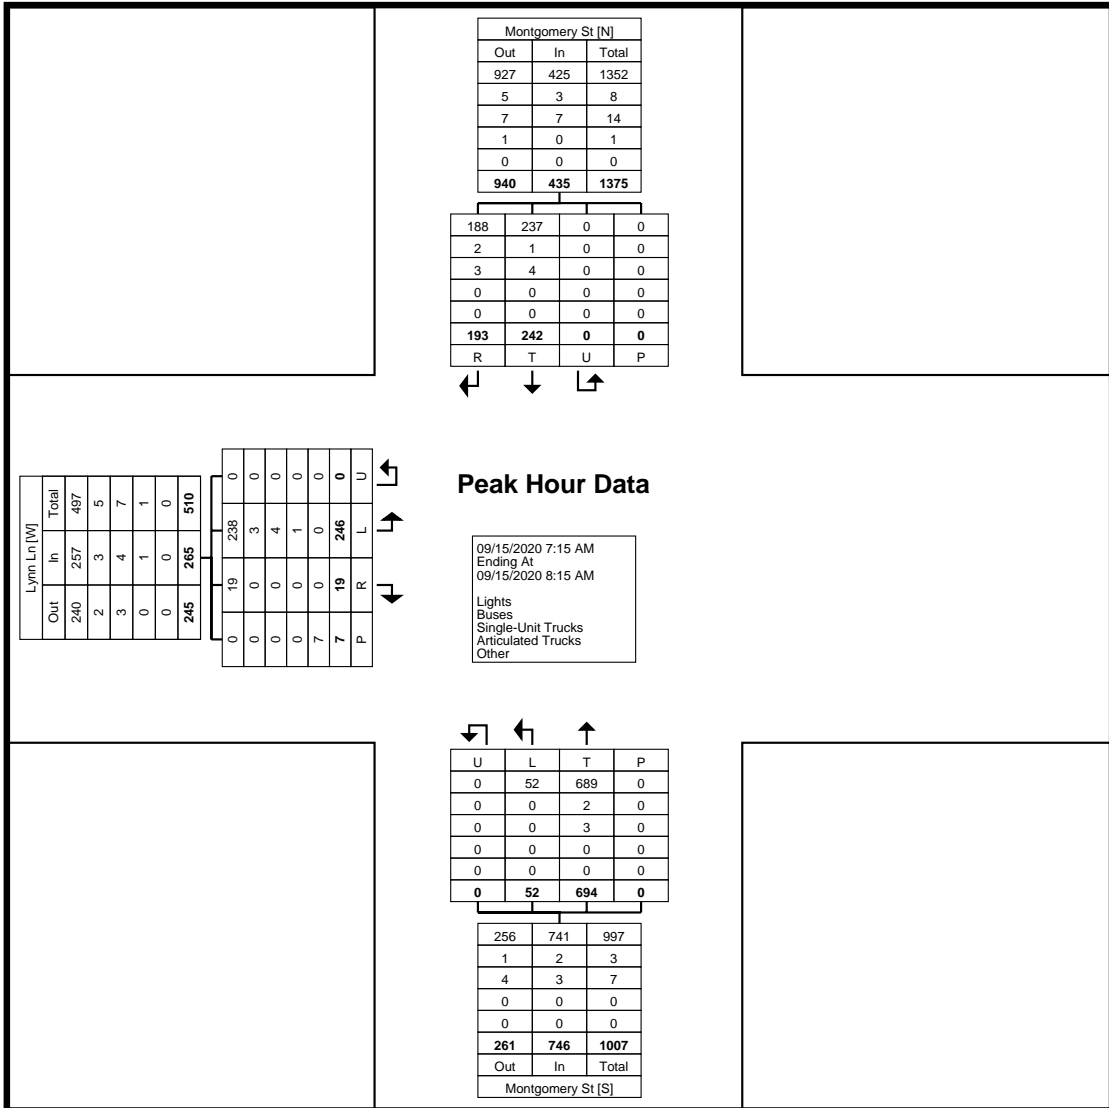 Montgomery St [N]
Out In Total
927 425 1352
5 3 8
7 7 14
1 0 1
0 0 0
940 435 1375
188 237 0 0
2 1 0 0
3 4 0 0
0 0 0 0
0 0 0 0
193 242 0 0
R T U P
Lynn Ln [W]
Out In Total
240 257 497
2 3 5
3 4 7
0 1 1
0 0 0
245 265 510
0 19 238 0
0 0 3 0
0 0 4 0
0 0 1 0
7 0 0 0
7 19 246 0
P R L U
Peak Hour Data
09/15/2020 7:15 AM
Ending At
09/15/2020 8:15 AM
Lights
Buses
Single-Unit Trucks
Articulated Trucks
Other
U L T P
0 52 689 0
0 0 2 0
0 0 3 0
0 0 0 0
0 0 0 0
0 52 694 0
256 741 997
1 2 3
4 3 7
0 0 0
0 0 0
261 746 1007
Out In Total
Montgomery St [S]